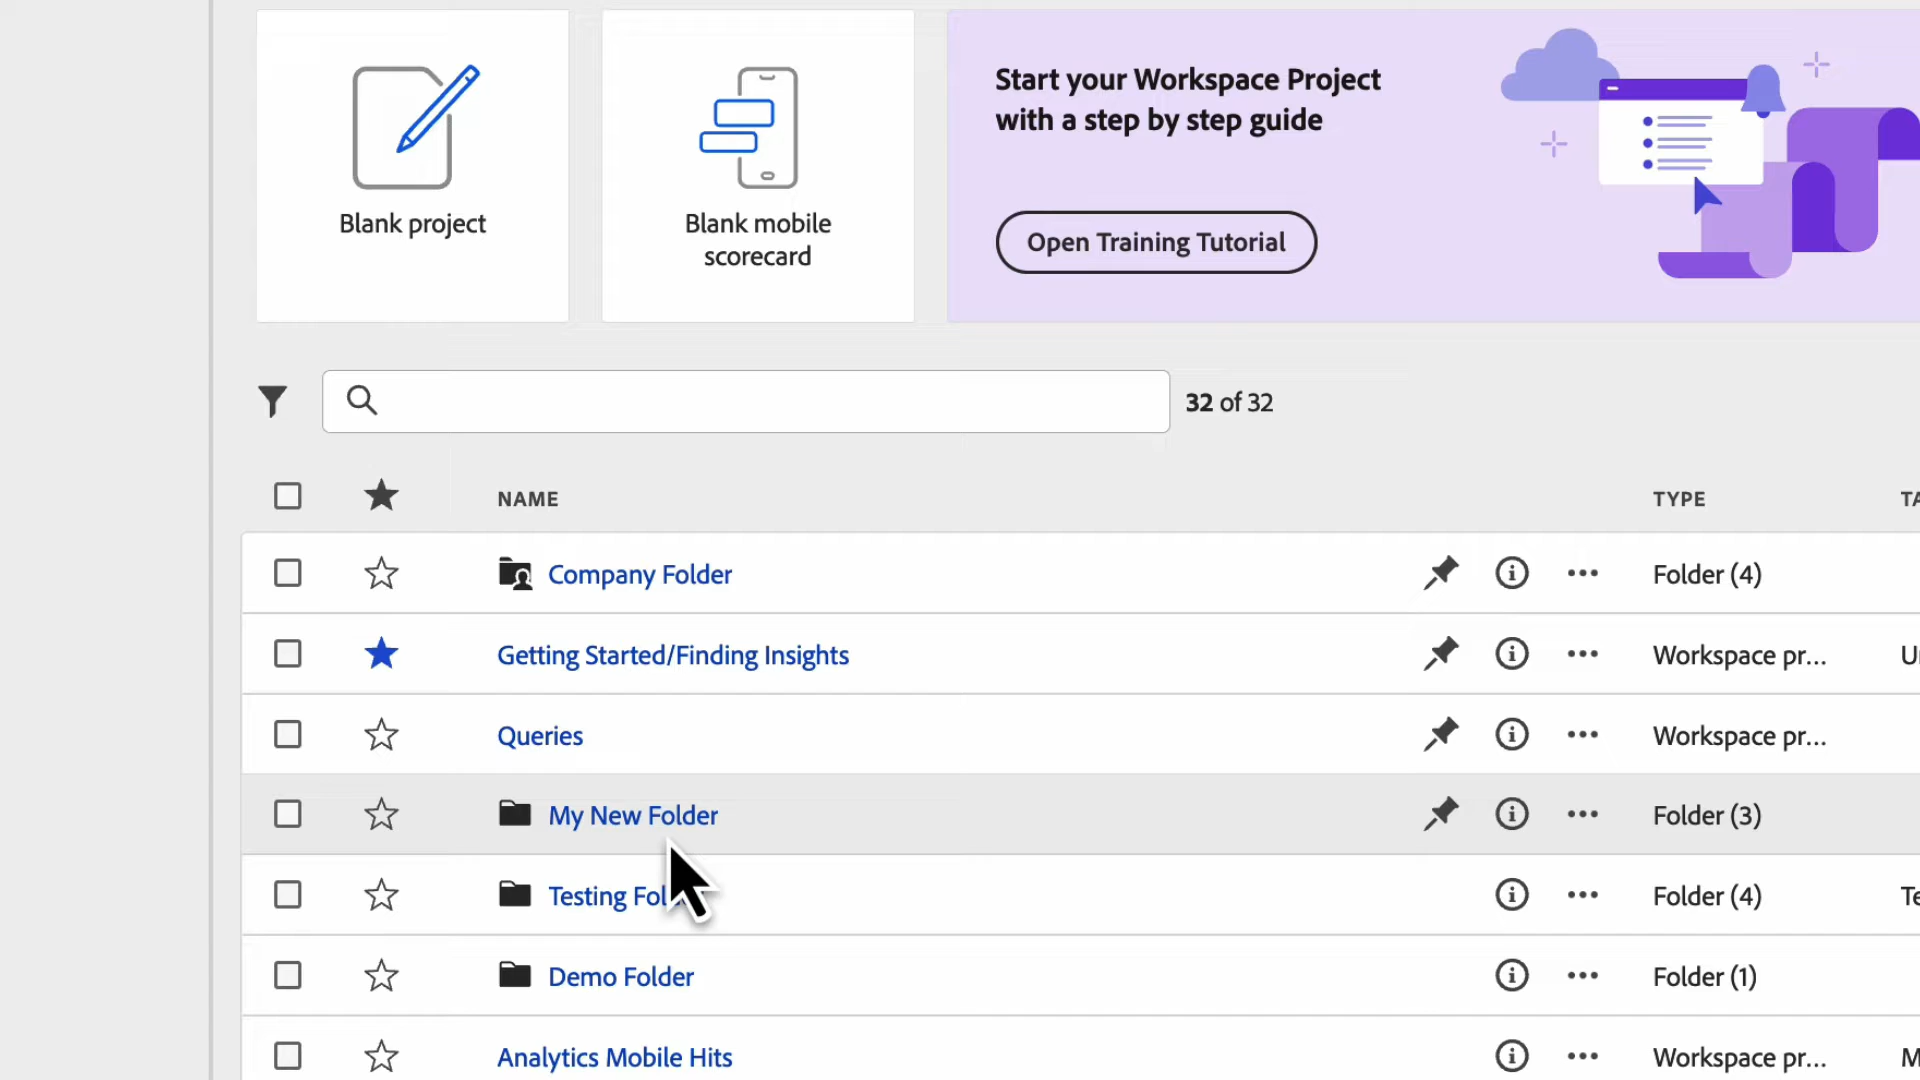 Blank project
Blank mobile
scorecard
Start your Workspace Project
with a step by step guide
Open Training Tutorial
32 of 32
NAME
TYPE
Company Folder
Folder (4)
Getting Started/Finding Insights
Workspace pr...
Queries
Workspace pr...
My New Folder
Folder (3)
Testing
Folder (4)
Demo Folder
Folder (1)
Analytics Mobile Hits
Workspace pr...